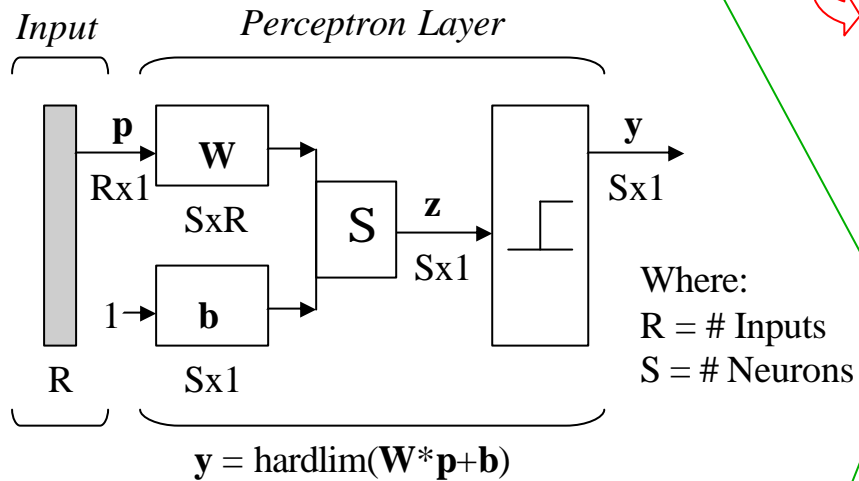 Input Perceptron Layer
p
W
y
Rx1
Sx1
SxR
S
z
Sx1
1
b
Where:
R = # Inputs
S = # Neurons
R
Sx1
y = hardlim(W*p+b)